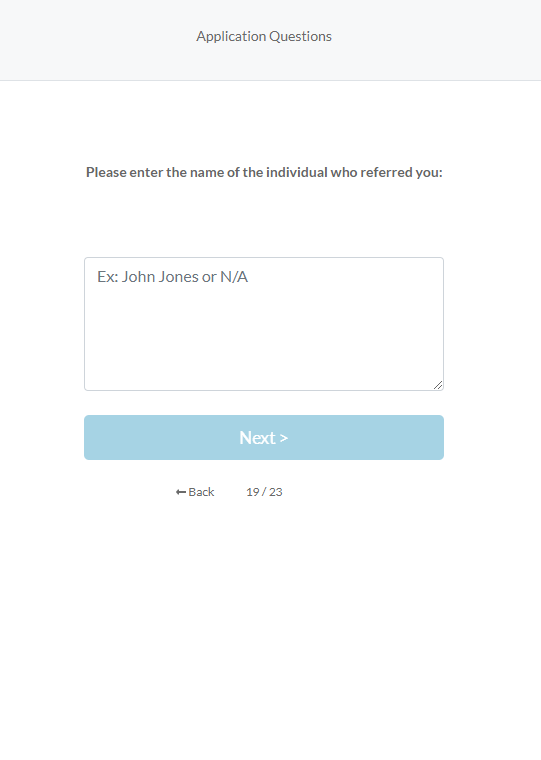 Application Questions
Please enter the name of the individual who referred you:
Ex: John Jones or N/A
Next >
← Back 19 / 23